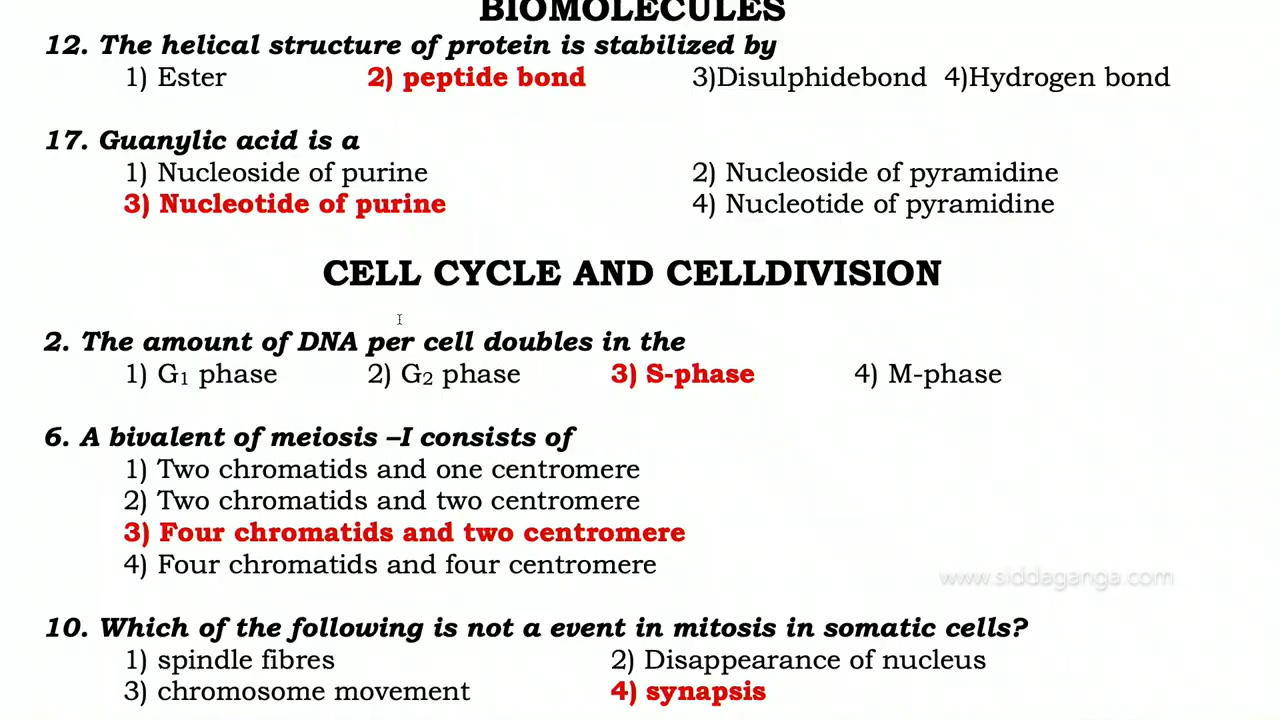 BIOMOLECULES
12. The helical structure of protein is stabilized by
1) Ester 2) peptide bond 3)Disulphidebond 4)Hydrogen bond
17. Guanylic acid is a
1) Nucleoside of purine 2) Nucleoside of pyramidine
3) Nucleotide of purine 4) Nucleotide of pyramidine
CELL CYCLE AND CELLDIVISION
2. The amount of DNA per cell doubles in the
1) G₁ phase 2) G₂ phase 3) S-phase 4) M-phase
6. A bivalent of meiosis –I consists of
1) Two chromatids and one centromere
2) Two chromatids and two centromere
3) Four chromatids and two centromere
4) Four chromatids and four centromere
www.siddaganga.com
10. Which of the following is not a event in mitosis in somatic cells?
1) spindle fibres 2) Disappearance of nucleus
3) chromosome movement 4) synapsis